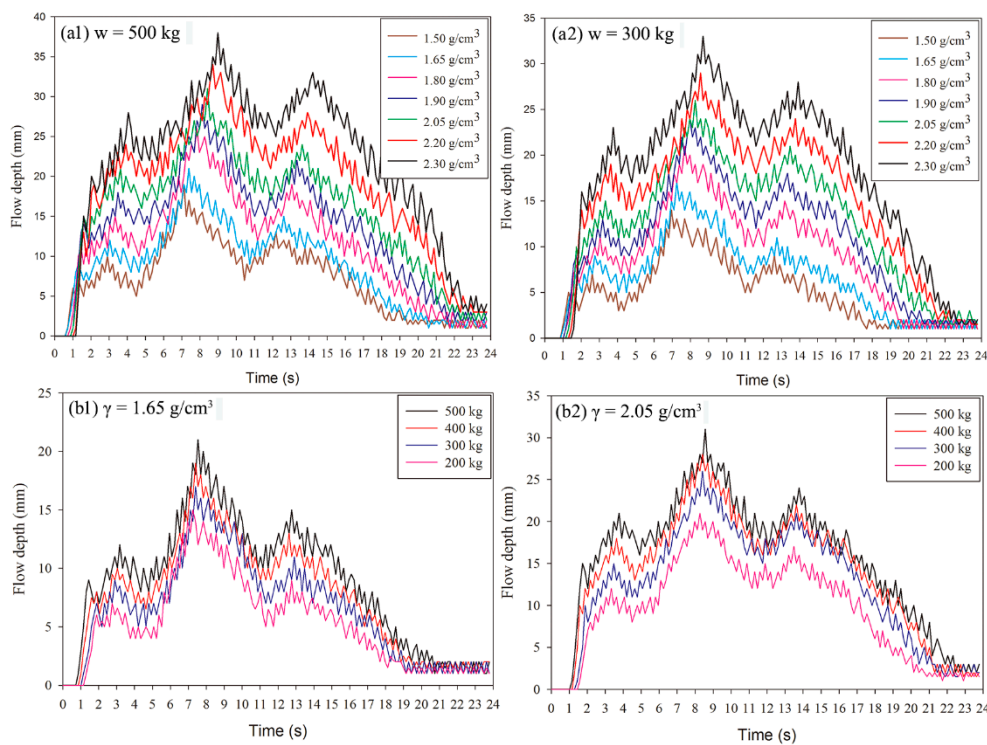 (a1) w = 500 kg
1.50 g/cm³
1.65 g/cm³
1.80 g/cm³
1.90 g/cm³
2.05 g/cm³
2.20 g/cm³
2.30 g/cm³
Flow depth (mm)
40
35
30
25
20
15
10
5
0
0 1 2 3 4 5 6 7 8 9 10 11 12 13 14 15 16 17 18 19 20 21 22 23 24
Time (s)
(a2) w = 300 kg
1.50 g/cm³
1.65 g/cm³
1.80 g/cm³
1.90 g/cm³
2.05 g/cm³
2.20 g/cm³
2.30 g/cm³
Flow depth (mm)
35
30
25
20
15
10
5
0
0 1 2 3 4 5 6 7 8 9 10 11 12 13 14 15 16 17 18 19 20 21 22 23 24
Time (s)
(b1) γ = 1.65 g/cm³
500 kg
400 kg
300 kg
200 kg
Flow depth (mm)
25
20
15
10
5
0
0 1 2 3 4 5 6 7 8 9 10 11 12 13 14 15 16 17 18 19 20 21 22 23 24
Time (s)
(b2) γ = 2.05 g/cm³
500 kg
400 kg
300 kg
200 kg
Flow depth (mm)
35
30
25
20
15
10
5
0
0 1 2 3 4 5 6 7 8 9 10 11 12 13 14 15 16 17 18 19 20 21 22 23 24
Time (s)